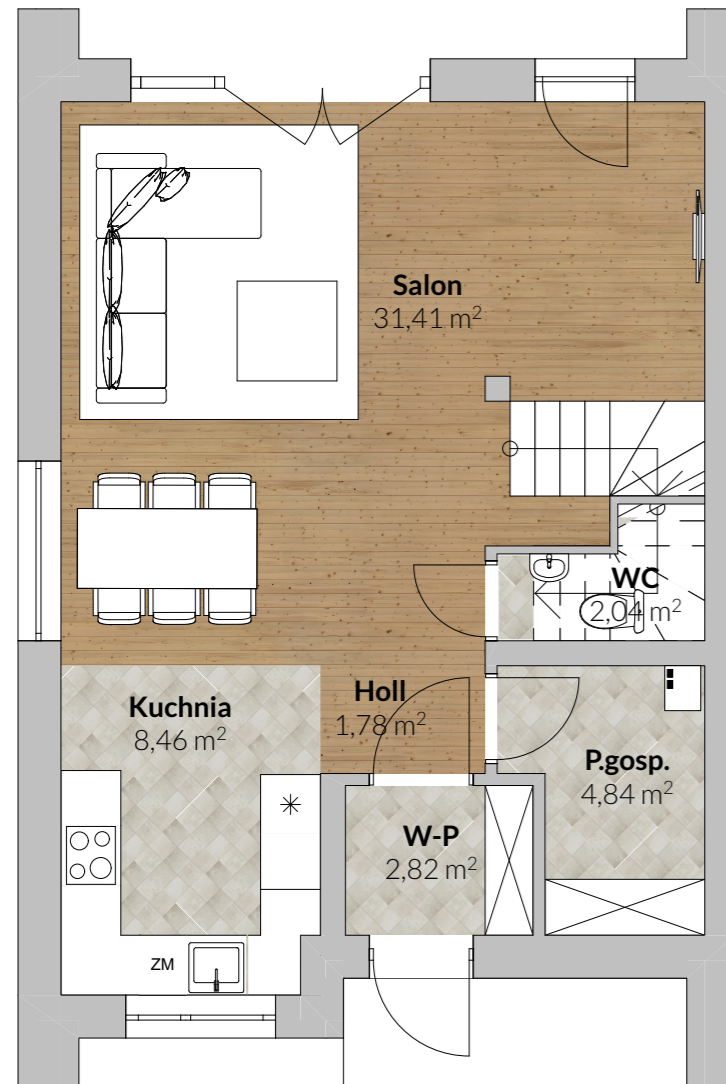 Salon
31,41 m²
WC
2,04 m²
Holl
1,78 m²
Kuchnia
8,46 m²
P.gosp.
4,84 m²
W-P
2,82 m²
ZM